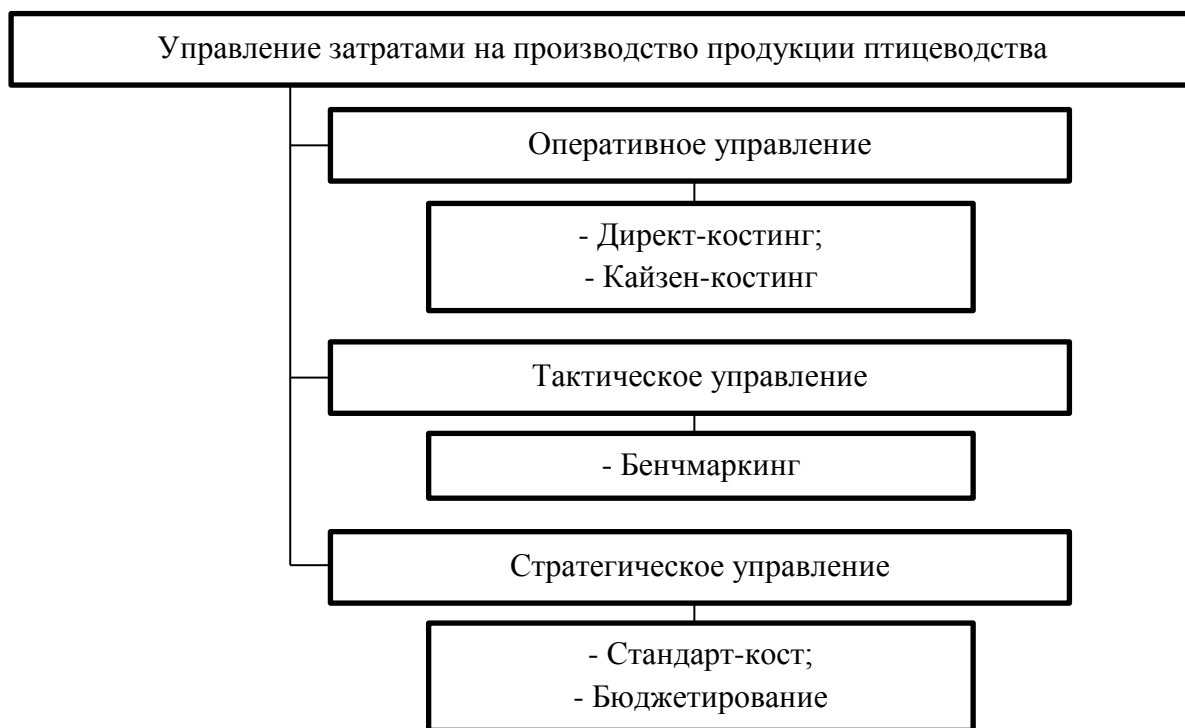 Управление затратами на производство продукции птицеводства
Оперативное управление
- Директ-костинг;
- Кайзен-костинг
Тактическое управление
- Бенчмаркинг
Стратегическое управление
- Стандарт-кост;
- Бюджетирование